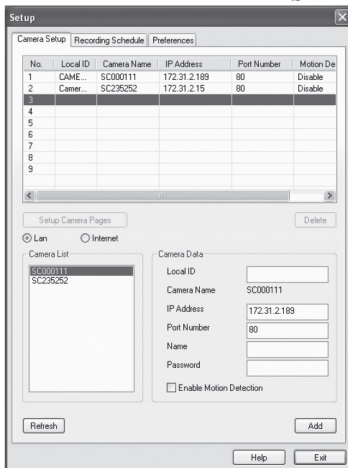 Setup
Camera Setup Recording Schedule Preferences
No. Local ID Camera Name IP Address Port Number Motion De
1 CAME... SC000111 172.31.2.189 80 Disable
2 Camer... SC235252 172.31.2.15 80 Disable
3
4
5
6
7
8
9
Setup Camera Pages Delete
Lan Internet
Camera List
SC000111
SC235252
Camera Data
Local ID
Camera Name SC000111
IP Address 172.31.2.189
Port Number 80
Name
Password
Enable Motion Detection
Refresh Add
Help Exit